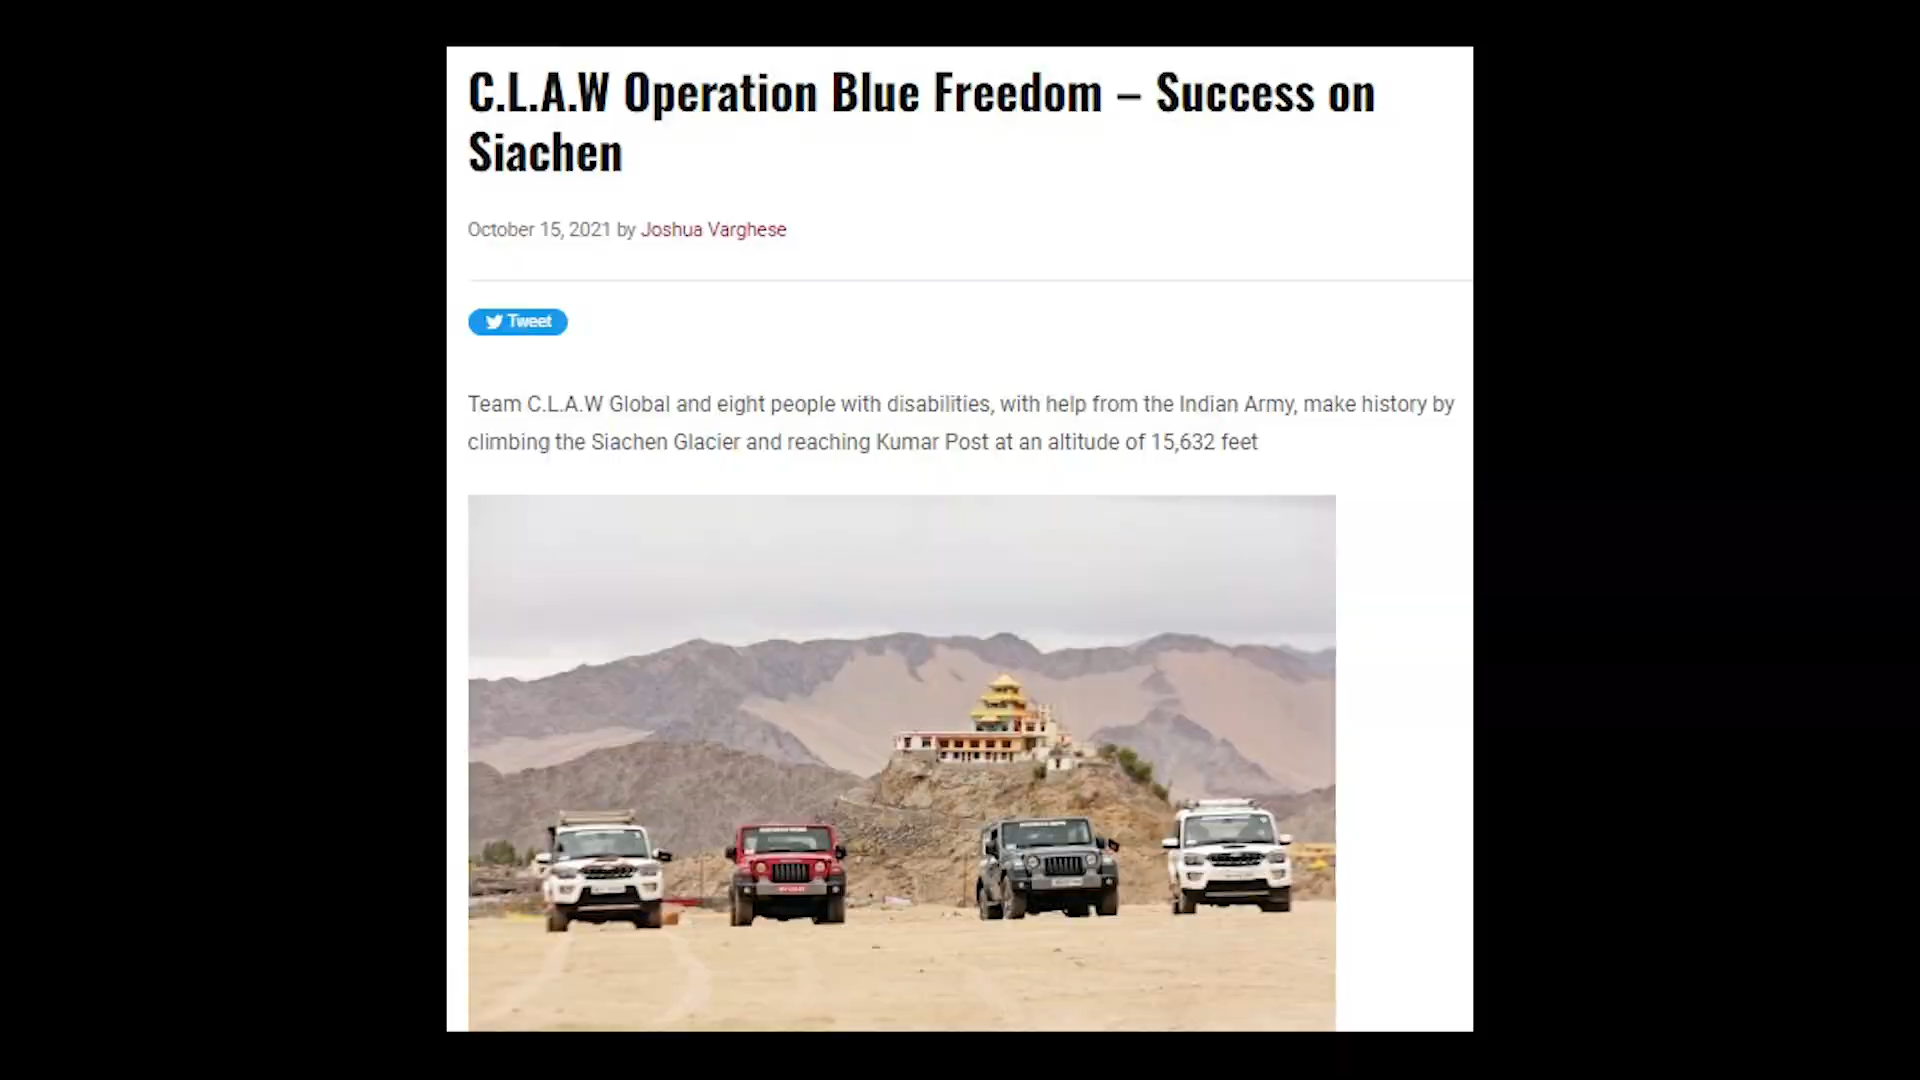 C.L.A.W Operation Blue Freedom – Success on
Siachen
October 15, 2021 by Joshua Varghese
Tweet
Team C.L.A.W Global and eight people with disabilities, with help from the Indian Army, make history by
climbing the Siachen Glacier and reaching Kumar Post at an altitude of 15,632 feet